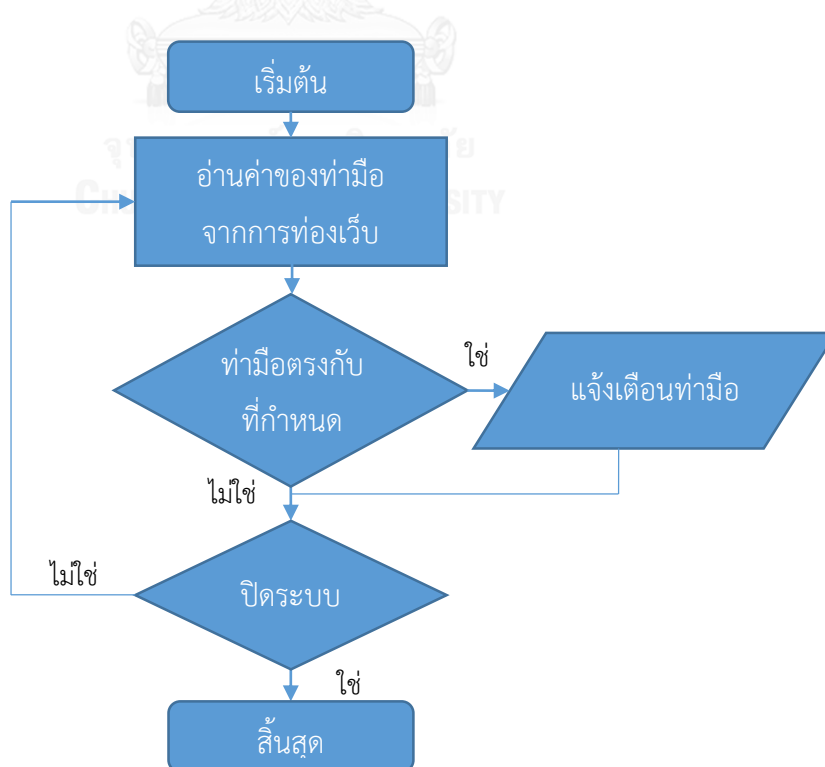 เริ่มต้น
อ่านค่าของท่ามือ
จากการท่องเว็บ
ท่ามือตรงกับ
ที่กำหนด
ใช่
แจ้งเตือนท่ามือ
ไม่ใช่
ปิดระบบ
ไม่ใช่
ใช่
สิ้นสุด